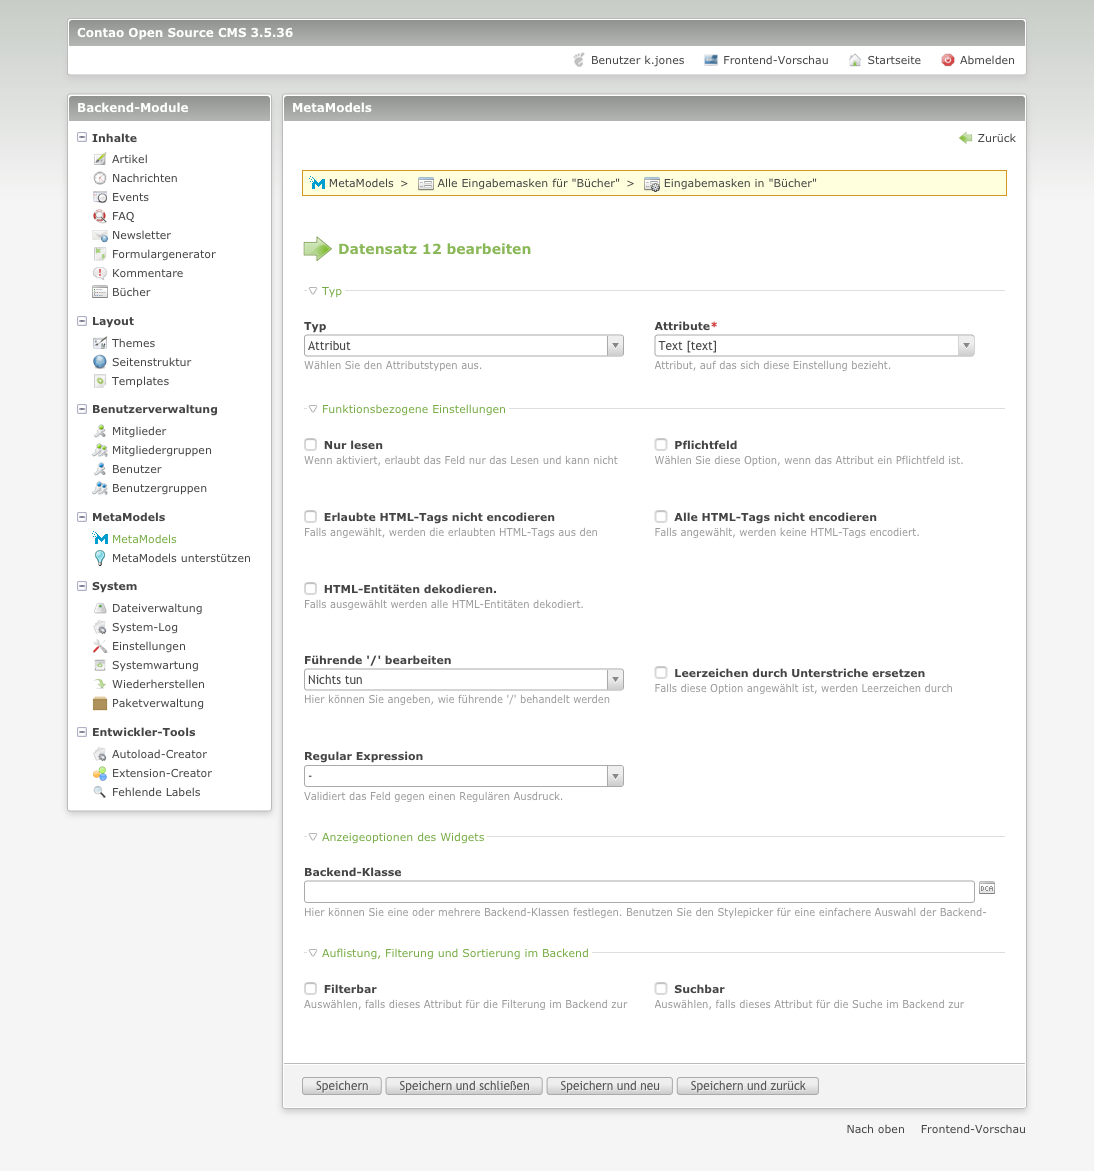 Contao Open Source CMS 3.5.36
Benutzer k.jones Frontend-Vorschau Startseite Abmelden
Backend-Module
Inhalte
Artikel
Nachrichten
Events
FAQ
Newsletter
Formulargenerator
Kommentare
Bücher
Layout
Themes
Seitenstruktur
Templates
Benutzerverwaltung
Mitglieder
Mitgliedergruppen
Benutzer
Benutzergruppen
MetaModels
MetaModels
MetaModels unterstützen
System
Dateiverwaltung
System-Log
Einstellungen
Systemwartung
Wiederherstellen
Paketverwaltung
Entwickler-Tools
Autoload-Creator
Extension-Creator
Fehlende Labels
MetaModels
Zurück
MetaModels > Alle Eingabemasken für "Bücher" > Eingabemasken in "Bücher"
Datensatz 12 bearbeiten
Typ
Typ
Attribut
Wählen Sie den Attributstypen aus.
Attribute*
Text [text]
Attribut, auf das sich diese Einstellung bezieht.
Funktionsbezogene Einstellungen
Nur lesen
Wenn aktiviert, erlaubt das Feld nur das Lesen und kann nicht
Pflichtfeld
Wählen Sie diese Option, wenn das Attribut ein Pflichtfeld ist.
Erlaubte HTML-Tags nicht encodieren
Falls angewählt, werden die erlaubten HTML-Tags aus den
Alle HTML-Tags nicht encodieren
Falls angewählt, werden keine HTML-Tags encodiert.
HTML-Entitäten dekodieren.
Falls ausgewählt werden alle HTML-Entitäten dekodiert.
Führende '/' bearbeiten
Nichts tun
Hier können Sie angeben, wie führende '/' behandelt werden
Leerzeichen durch Unterstriche ersetzen
Falls diese Option angewählt ist, werden Leerzeichen durch
Regular Expression
-
Validiert das Feld gegen einen Regulären Ausdruck.
Anzeigeoptionen des Widgets
Backend-Klasse
DCA
Hier können Sie eine oder mehrere Backend-Klassen festlegen. Benutzen Sie den Stylepicker für eine einfachere Auswahl der Backend-
Auflistung, Filterung und Sortierung im Backend
Filterbar
Auswählen, falls dieses Attribut für die Filterung im Backend zur
Suchbar
Auswählen, falls dieses Attribut für die Suche im Backend zur
Speichern Speichern und schließen Speichern und neu Speichern und zurück
Nach oben Frontend-Vorschau